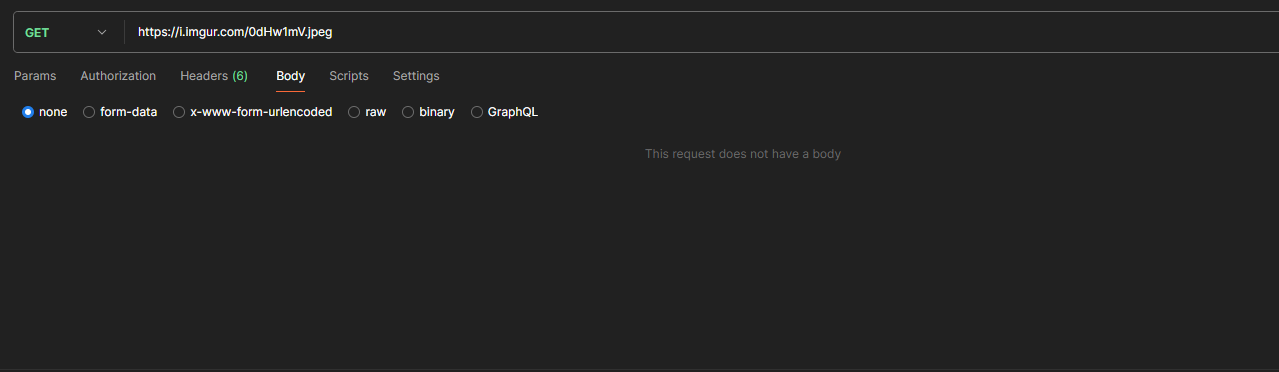 GET https://i.imgur.com/0dHw1mV.jpeg
Params Authorization Headers (6) Body Scripts Settings
none form-data x-www-form-urlencoded raw binary GraphQL
This request does not have a body